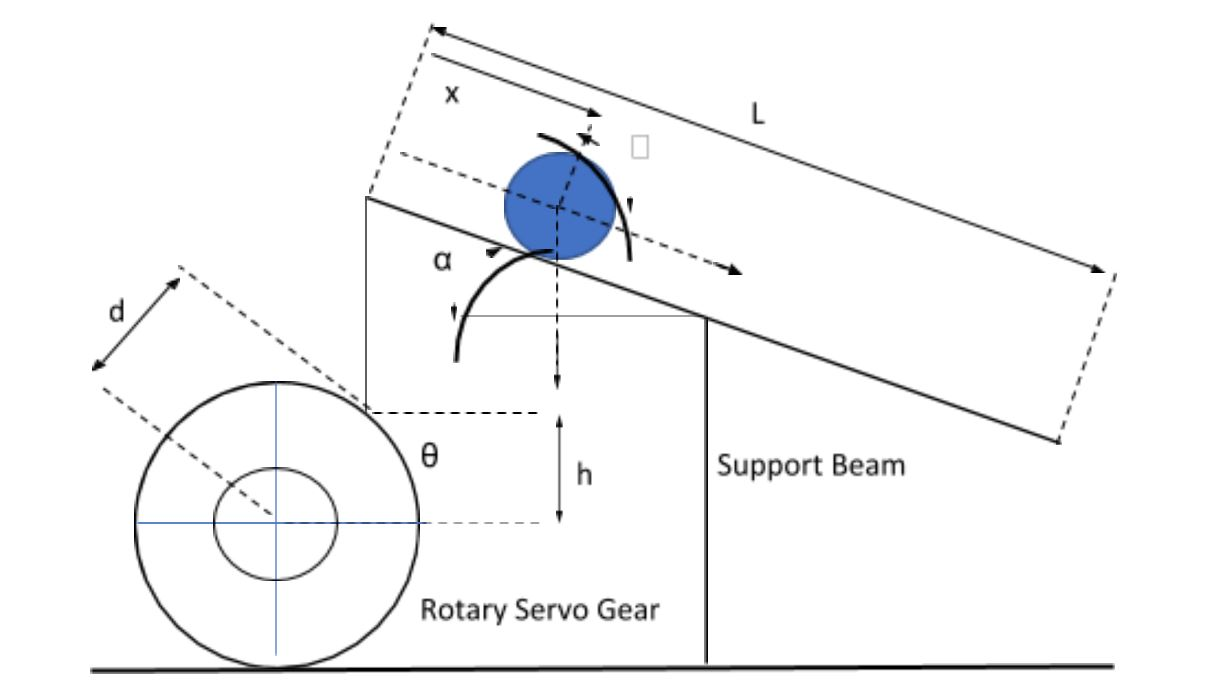 x
L
α
d
θ
h
Support Beam
Rotary Servo Gear